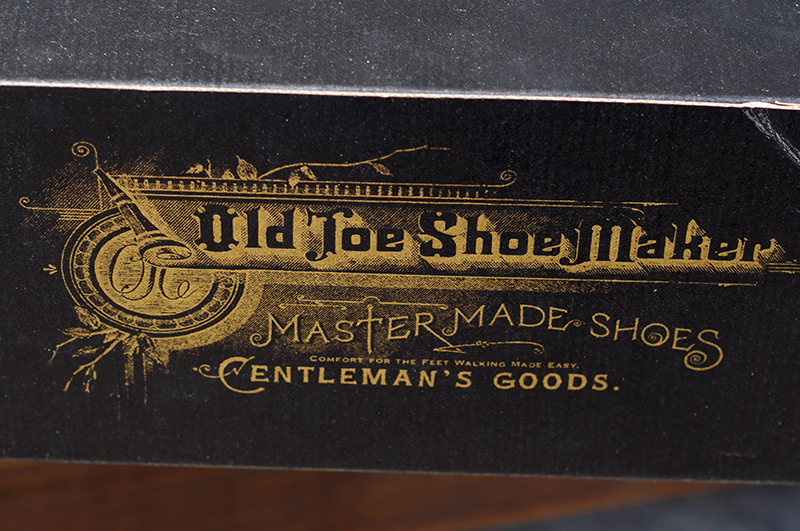 Old Joe Shoe Maker
MASTER MADE SHOES
COMFORT FOR THE FEET WALKING MADE EASY.
GENTLEMAN'S GOODS.